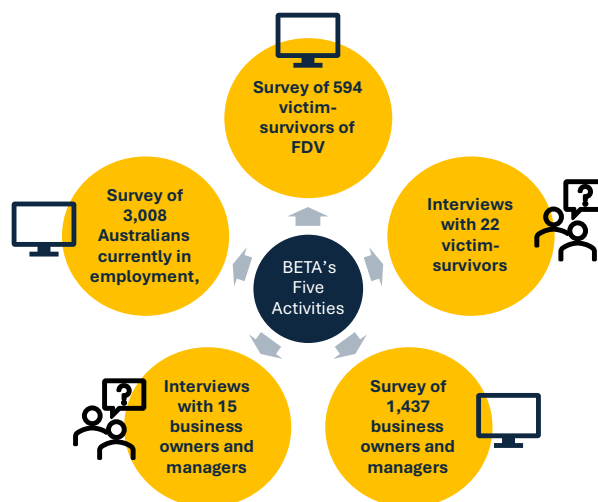 Survey of 594
victim-
survivors of
FDV
Interviews
with 22
victim-
survivors
Survey of
1,437
business
owners and
managers
Interviews
with 15
business
owners and
managers
Survey of
3,008
Australians
currently in
employment,
BETA's
Five
Activities
?
?